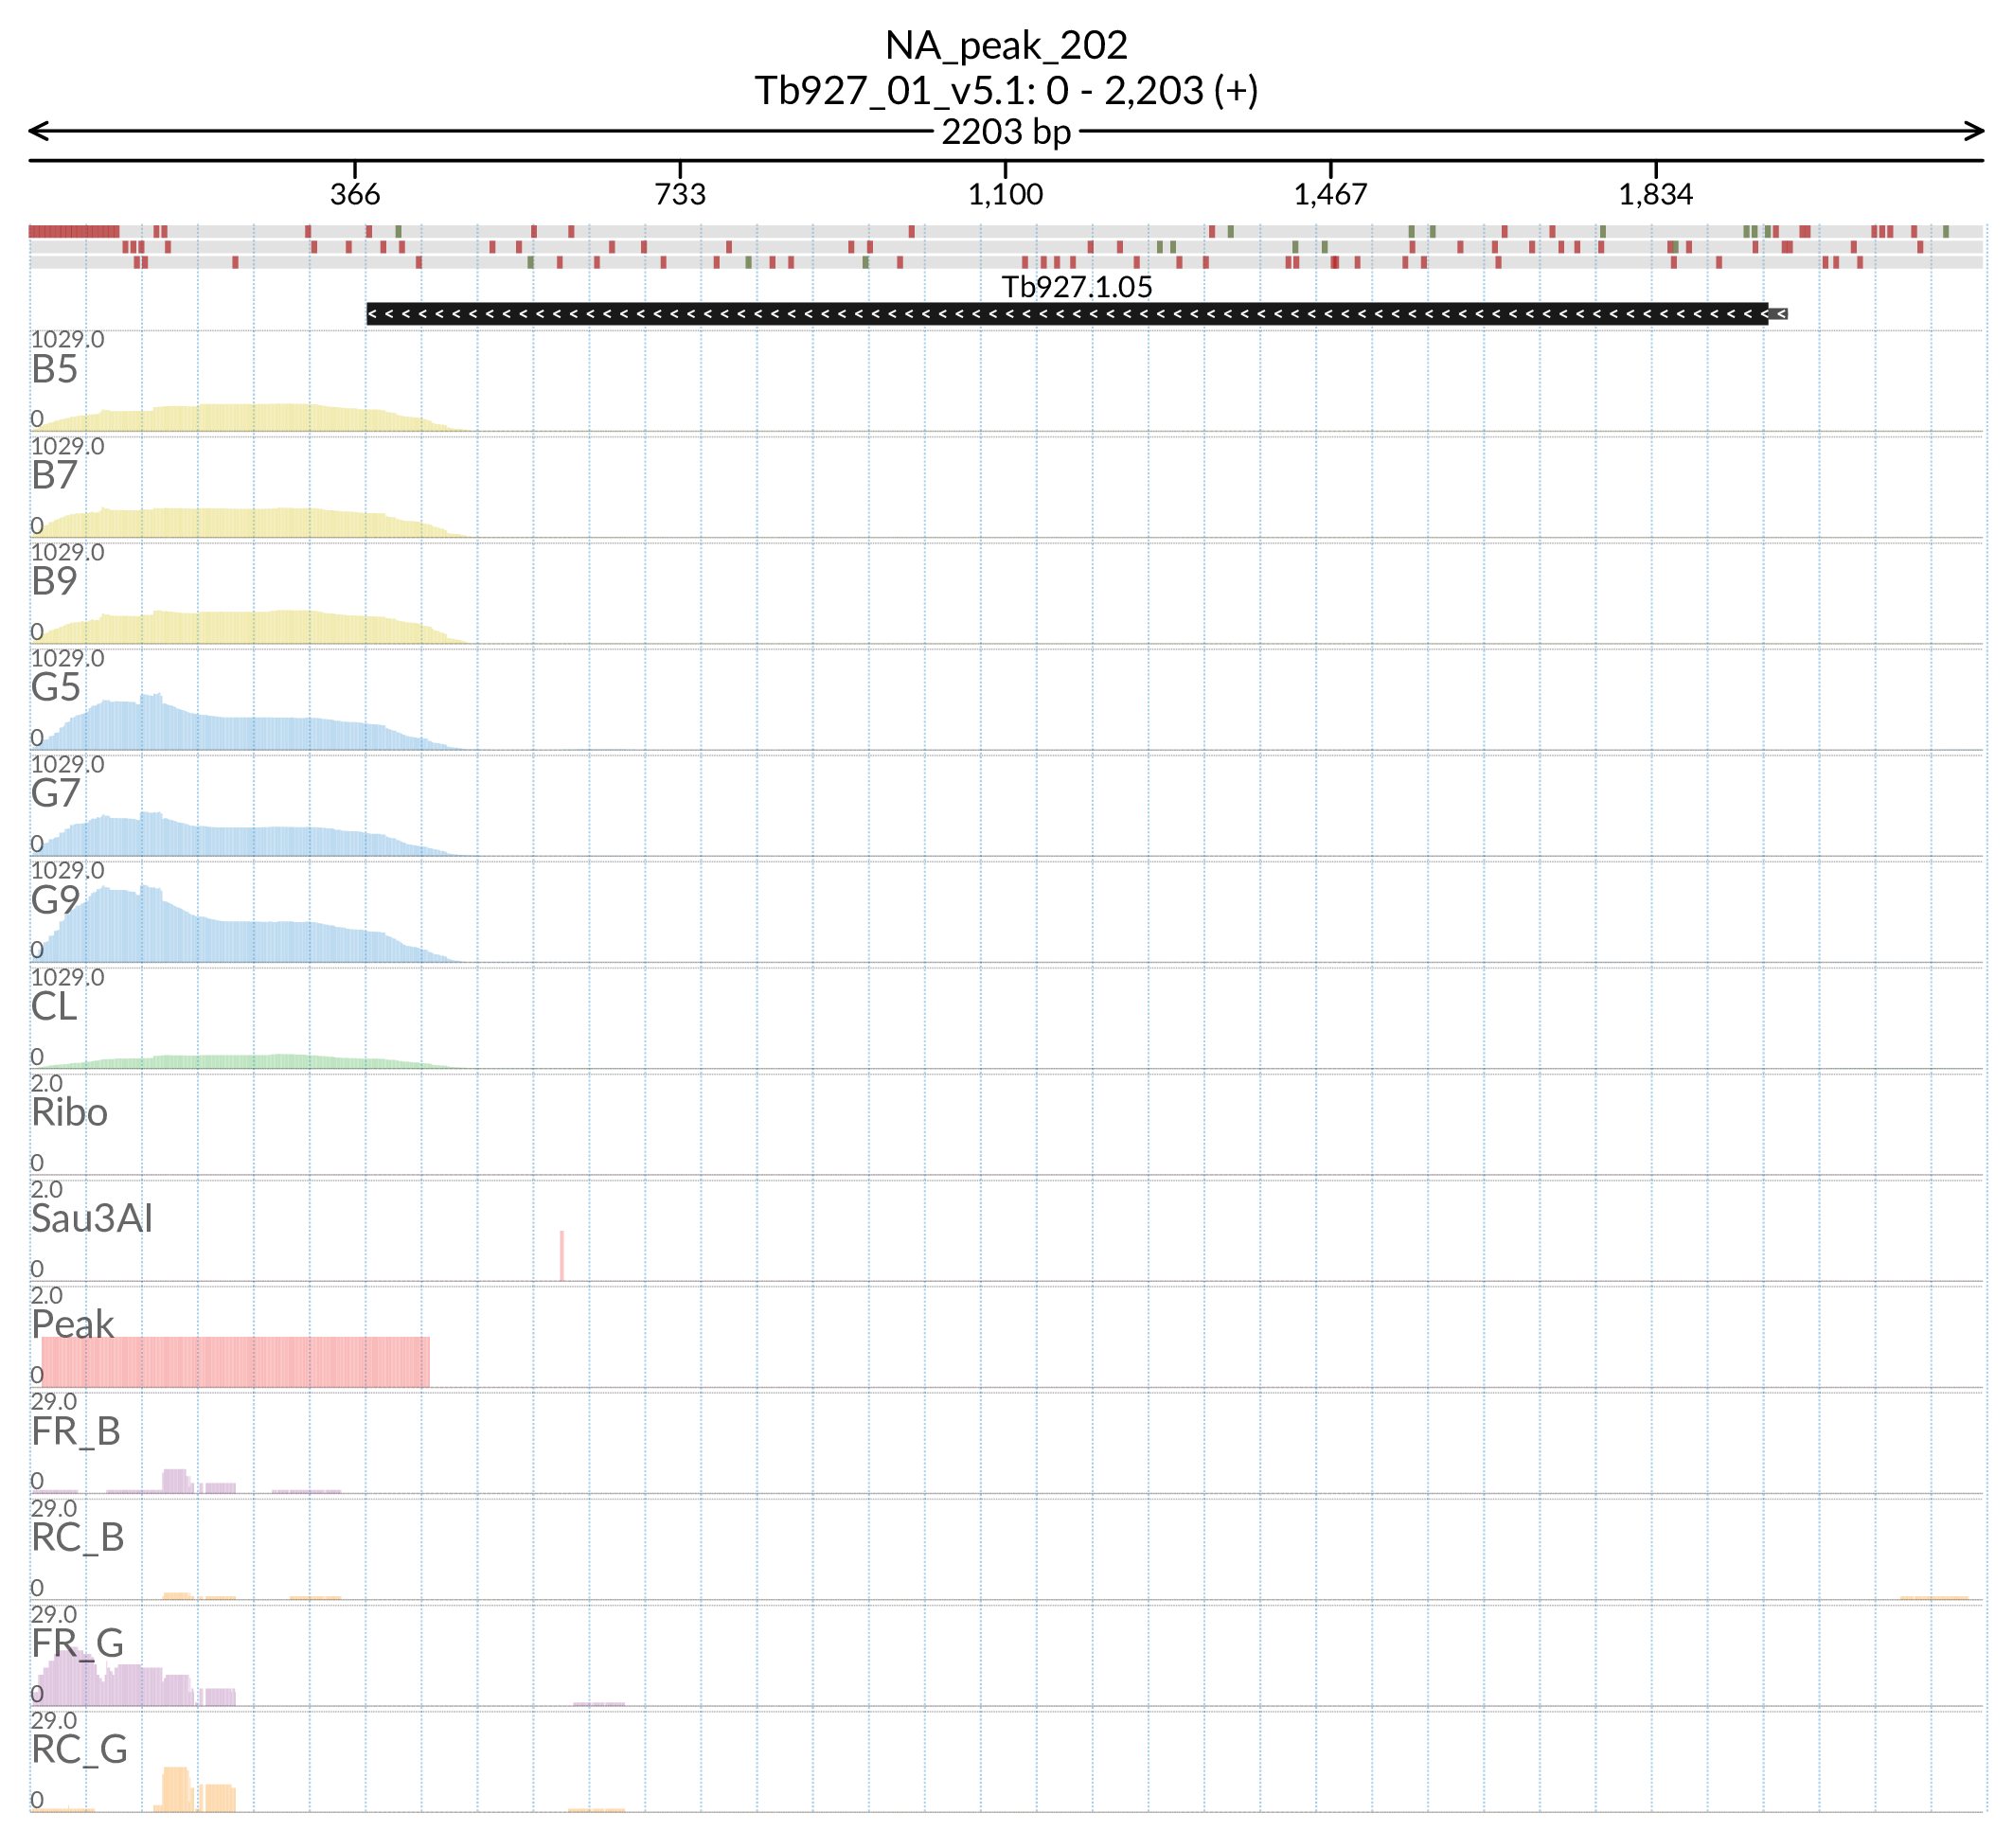 NA_peak_202
Tb927_01_v5.1: 0 - 2,203 (+)
2203 bp
366 733 1,100 1,467 1,834
Tb927.1.05
1029.0
B5
0
1029.0
B7
0
1029.0
B9
0
1029.0
G5
0
1029.0
G7
0
1029.0
G9
0
1029.0
CL
0
2.0
Ribo
0
2.0
Sau3AI
0
2.0
Peak
0
29.0
FR_B
0
29.0
RC_B
0
29.0
FR_G
0
29.0
RC_G
0